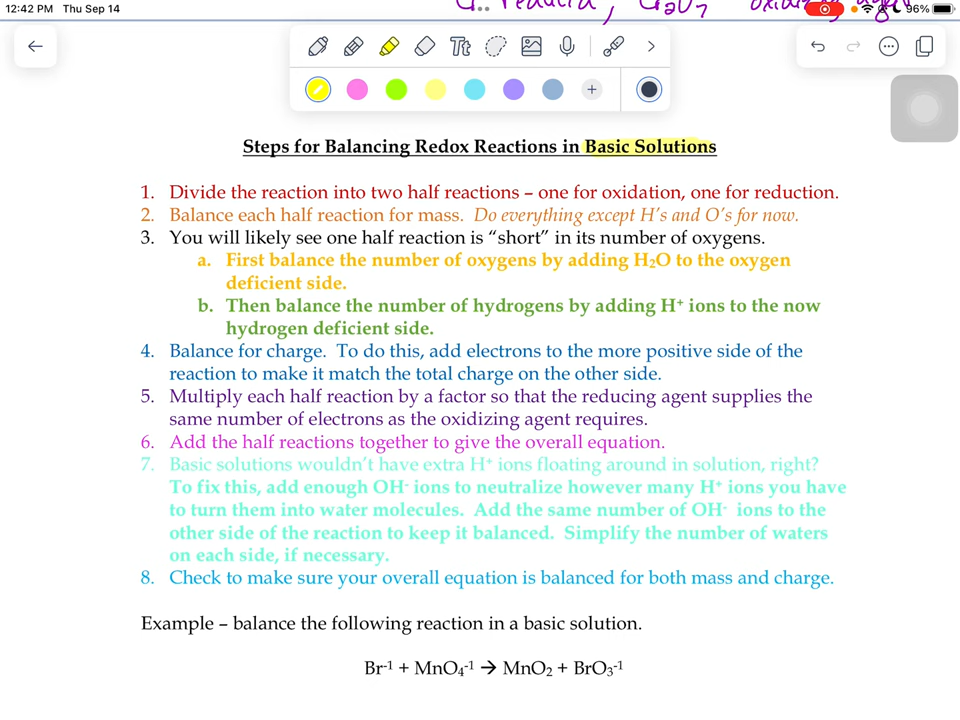 12:42 PM Thu Sep 14
96%
Tt
Steps for Balancing Redox Reactions in Basic Solutions
1. Divide the reaction into two half reactions – one for oxidation, one for reduction.
2. Balance each half reaction for mass. Do everything except H's and O's for now.
3. You will likely see one half reaction is "short" in its number of oxygens.
a. First balance the number of oxygens by adding H₂O to the oxygen
deficient side.
b. Then balance the number of hydrogens by adding H⁺ ions to the now
hydrogen deficient side.
4. Balance for charge. To do this, add electrons to the more positive side of the
reaction to make it match the total charge on the other side.
5. Multiply each half reaction by a factor so that the reducing agent supplies the
same number of electrons as the oxidizing agent requires.
6. Add the half reactions together to give the overall equation.
7. Basic solutions wouldn't have extra H⁺ ions floating around in solution, right?
To fix this, add enough OH⁻ ions to neutralize however many H⁺ ions you have
to turn them into water molecules. Add the same number of OH⁻ ions to the
other side of the reaction to keep it balanced. Simplify the number of waters
on each side, if necessary.
8. Check to make sure your overall equation is balanced for both mass and charge.
Example – balance the following reaction in a basic solution.
Br⁻¹ + MnO₄⁻¹ → MnO₂ + BrO₃⁻¹